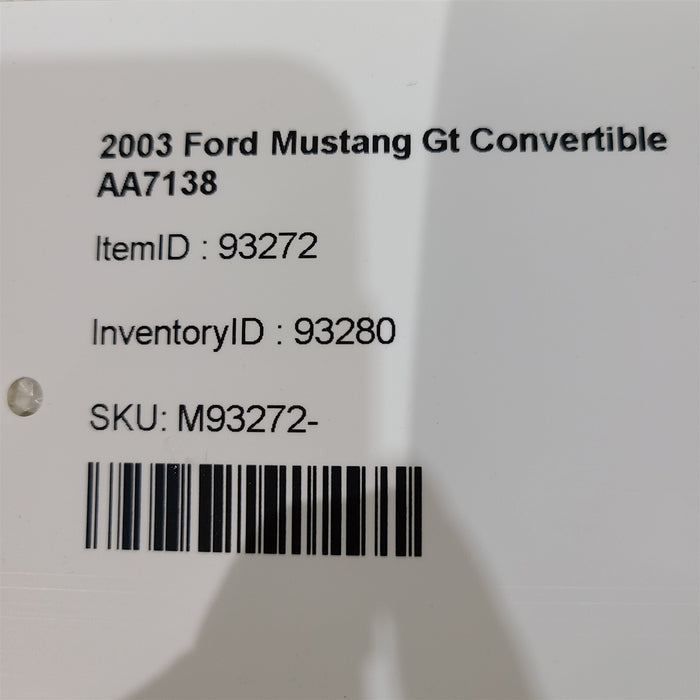 2003 Ford Mustang Gt Convertible
AA7138
ItemID : 93272
InventoryID : 93280
SKU: M93272-